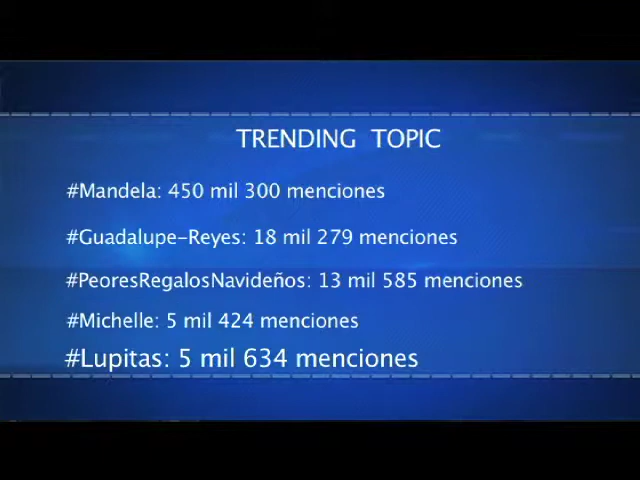 TRENDING TOPIC
#Mandela: 450 mil 300 menciones
#Guadalupe-Reyes: 18 mil 279 menciones
#PeoresRegalosNavideños: 13 mil 585 menciones
#Michelle: 5 mil 424 menciones
#Lupitas: 5 mil 634 menciones